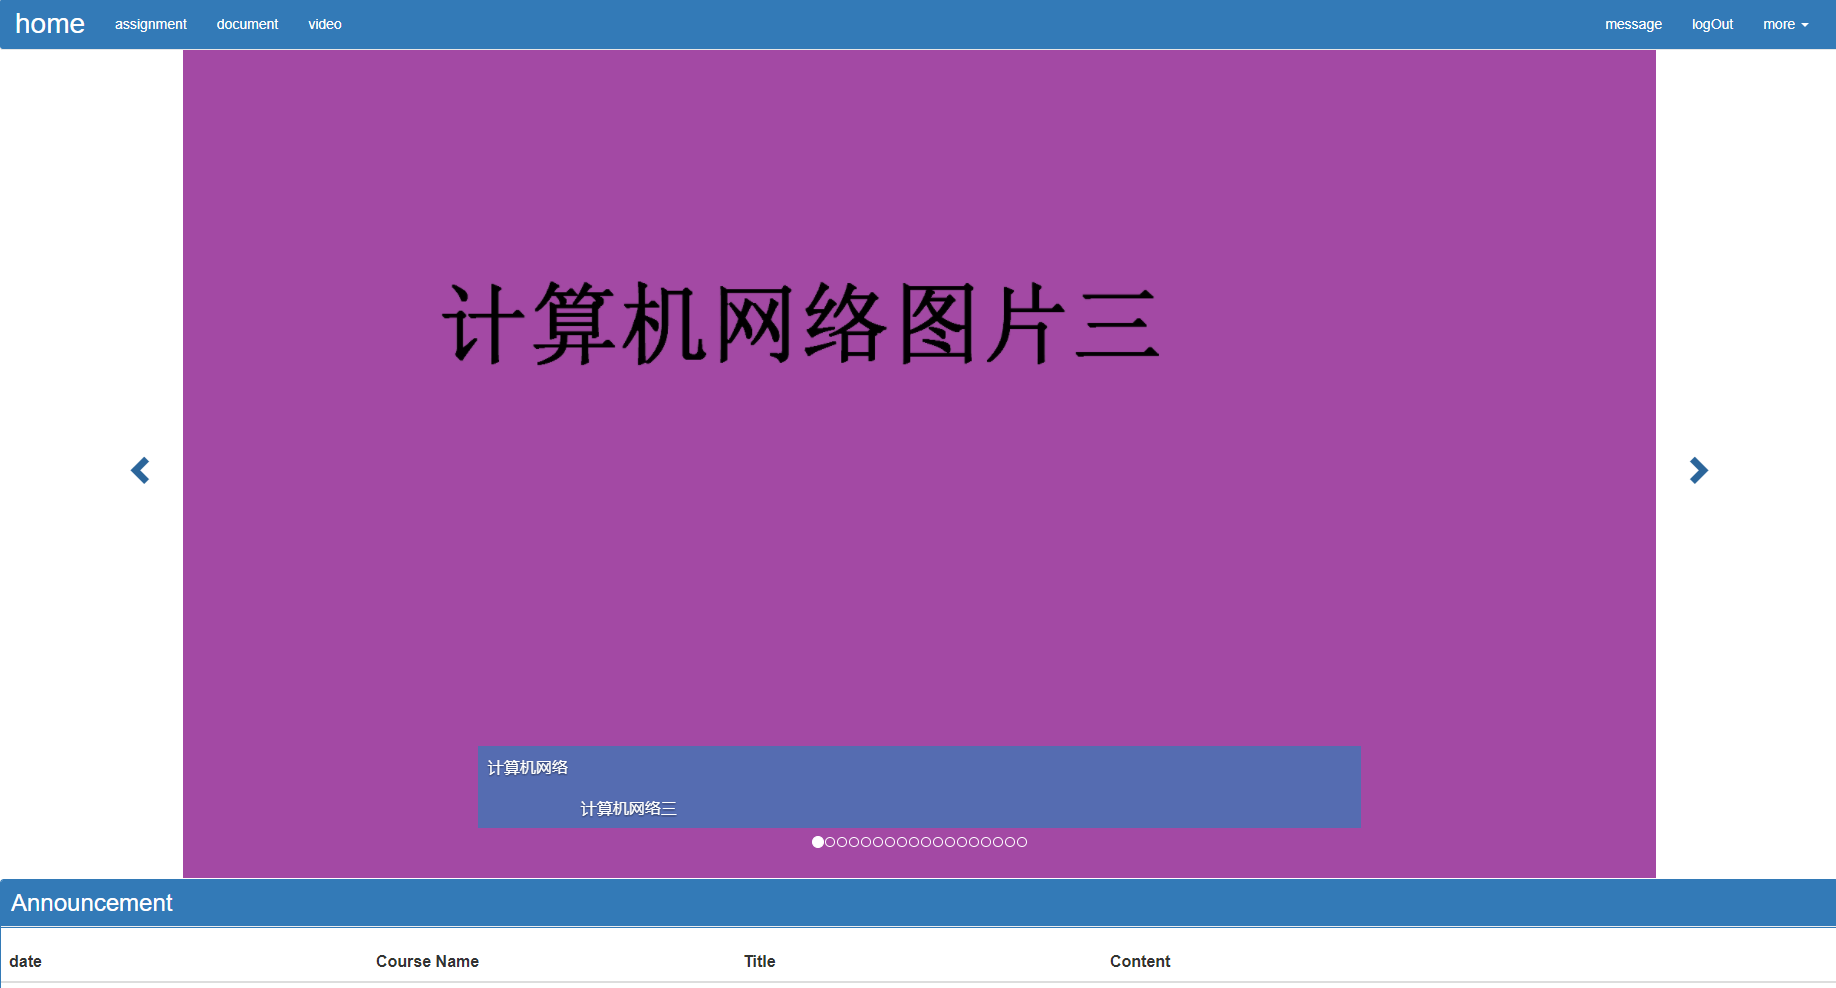 home assignment document video message logOut more
计算机网络图片三
计算机网络
计算机网络三
Announcement
date Course Name Title Content